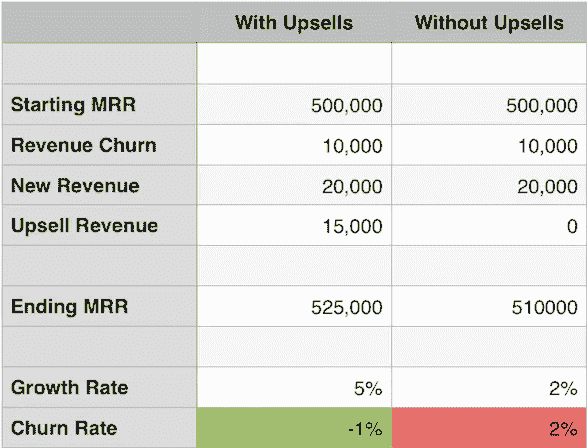 With Upsells Without Upsells
Starting MRR 500,000 500,000
Revenue Churn 10,000 10,000
New Revenue 20,000 20,000
Upsell Revenue 15,000 0
Ending MRR 525,000 510000
Growth Rate 5% 2%
Churn Rate -1% 2%